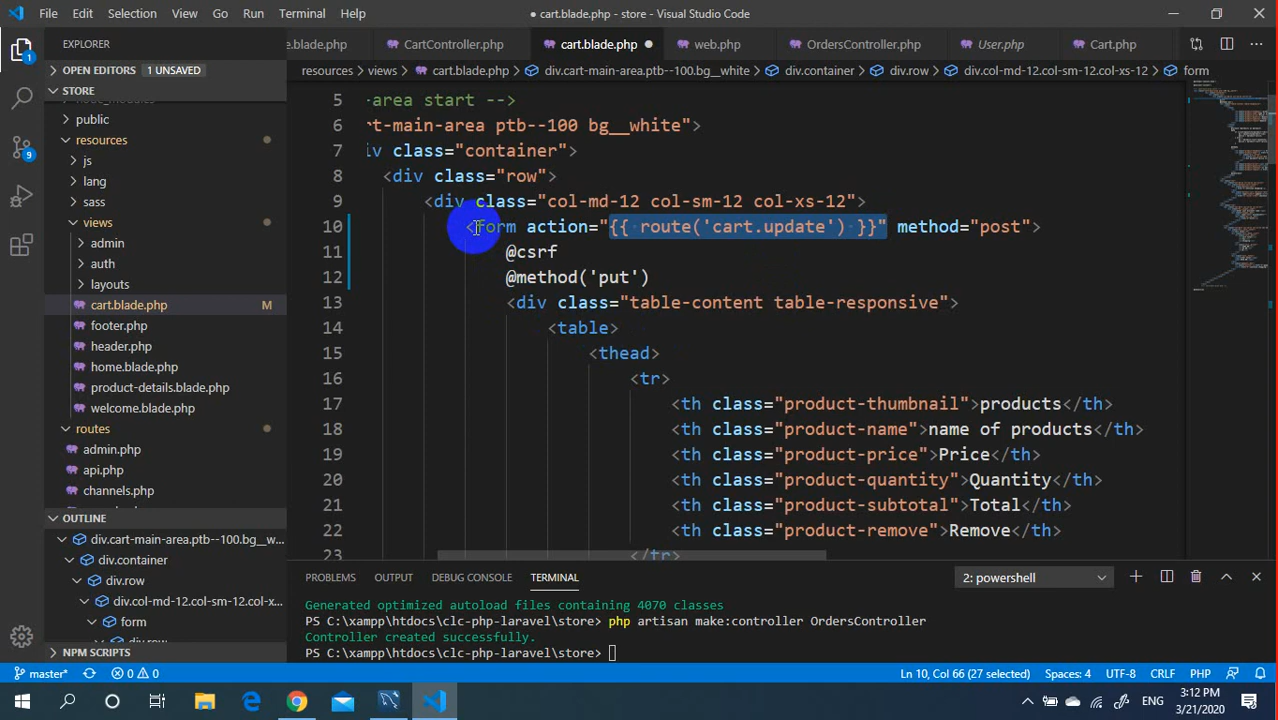 File Edit Selection View Go Run Terminal Help
● cart.blade.php - store - Visual Studio Code
EXPLORER
e.blade.php CartController.php cart.blade.php ● web.php OrdersController.php User.php Cart.php
OPEN EDITORS 1 UNSAVED
resources > views > cart.blade.php > div.cart-main-area.ptb--100.bg__white > div.container > div.row > div.col-md-12.col-sm-12.col-xs-12 > form
STORE
node_modules
public
resources
js
lang
sass
views
admin
auth
layouts
cart.blade.php M
footer.php
header.php
home.blade.php
product-details.blade.php
welcome.blade.php
routes
admin.php
api.php
channels.php
OUTLINE
div.cart-main-area.ptb--100.bg__w...
div.container
div.row
div.col-md-12.col-sm-12.col-x...
form
div.row
NPM SCRIPTS
5 -area start -->
6 rt-main-area ptb--100 bg__white">
7 iv class="container">
8 <div class="row">
9 <div class="col-md-12 col-sm-12 col-xs-12">
10 <form action="{{ route('cart.update') }}" method="post">
11 @csrf
12 @method('put')
13 <div class="table-content table-responsive">
14 <table>
15 <thead>
16 <tr>
17 <th class="product-thumbnail">products</th>
18 <th class="product-name">name of products</th>
19 <th class="product-price">Price</th>
20 <th class="product-quantity">Quantity</th>
21 <th class="product-subtotal">Total</th>
22 <th class="product-remove">Remove</th>
23 </tr>
PROBLEMS OUTPUT DEBUG CONSOLE TERMINAL 2: powershell
Generated optimized autoload files containing 4070 classes
PS C:\xampp\htdocs\clc-php-laravel\store> php artisan make:controller OrdersController
Controller created successfully.
PS C:\xampp\htdocs\clc-php-laravel\store>
master* 0 0 Ln 10, Col 66 (27 selected) Spaces: 4 UTF-8 CRLF PHP
ENG 3:12 PM
3/21/2020
1
9